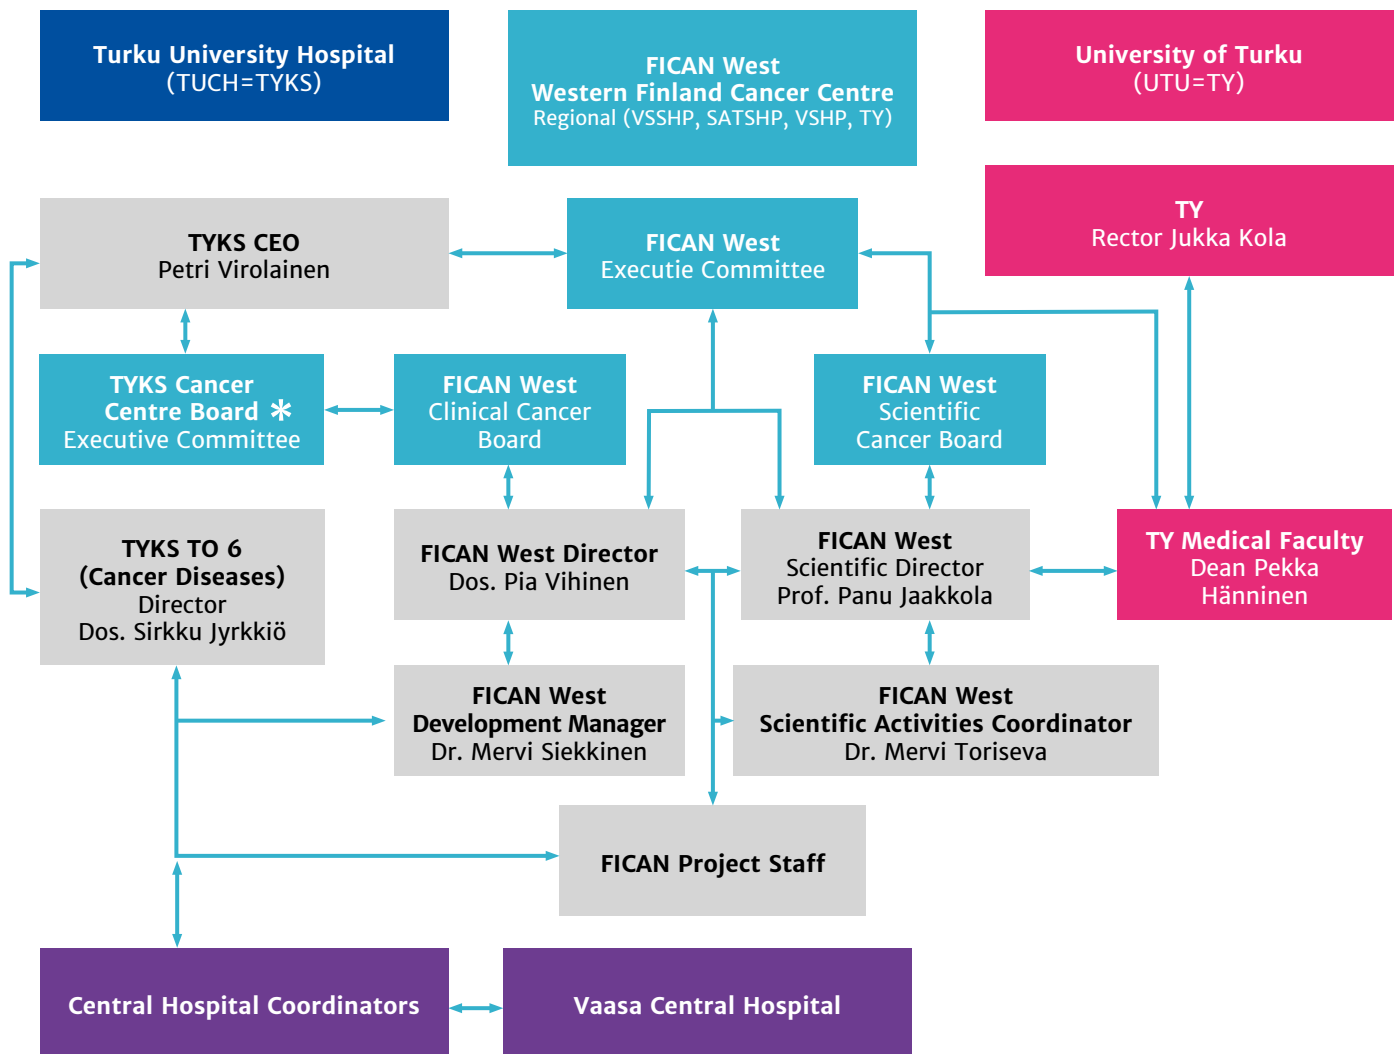 Turku University Hospital
(TUCH=TYKS)
FICAN West
Western Finland Cancer Centre
Regional (VSSHP, SATSHP, VSHP, TY)
University of Turku
(UTU=TY)
TYKS CEO
Petri Virolainen
FICAN West
Executie Committee
TY
Rector Jukka Kola
TYKS Cancer
Centre Board *
Executive Committee
FICAN West
Clinical Cancer
Board
FICAN West
Scientific
Cancer Board
TYKS TO 6
(Cancer Diseases)
Director
Dos. Sirkku Jyrkkiö
FICAN West Director
Dos. Pia Vihinen
FICAN West
Scientific Director
Prof. Panu Jaakkola
TY Medical Faculty
Dean Pekka
Hänninen
FICAN West
Development Manager
Dr. Mervi Siekkinen
FICAN West
Scientific Activities Coordinator
Dr. Mervi Toriseva
FICAN Project Staff
Central Hospital Coordinators
Vaasa Central Hospital